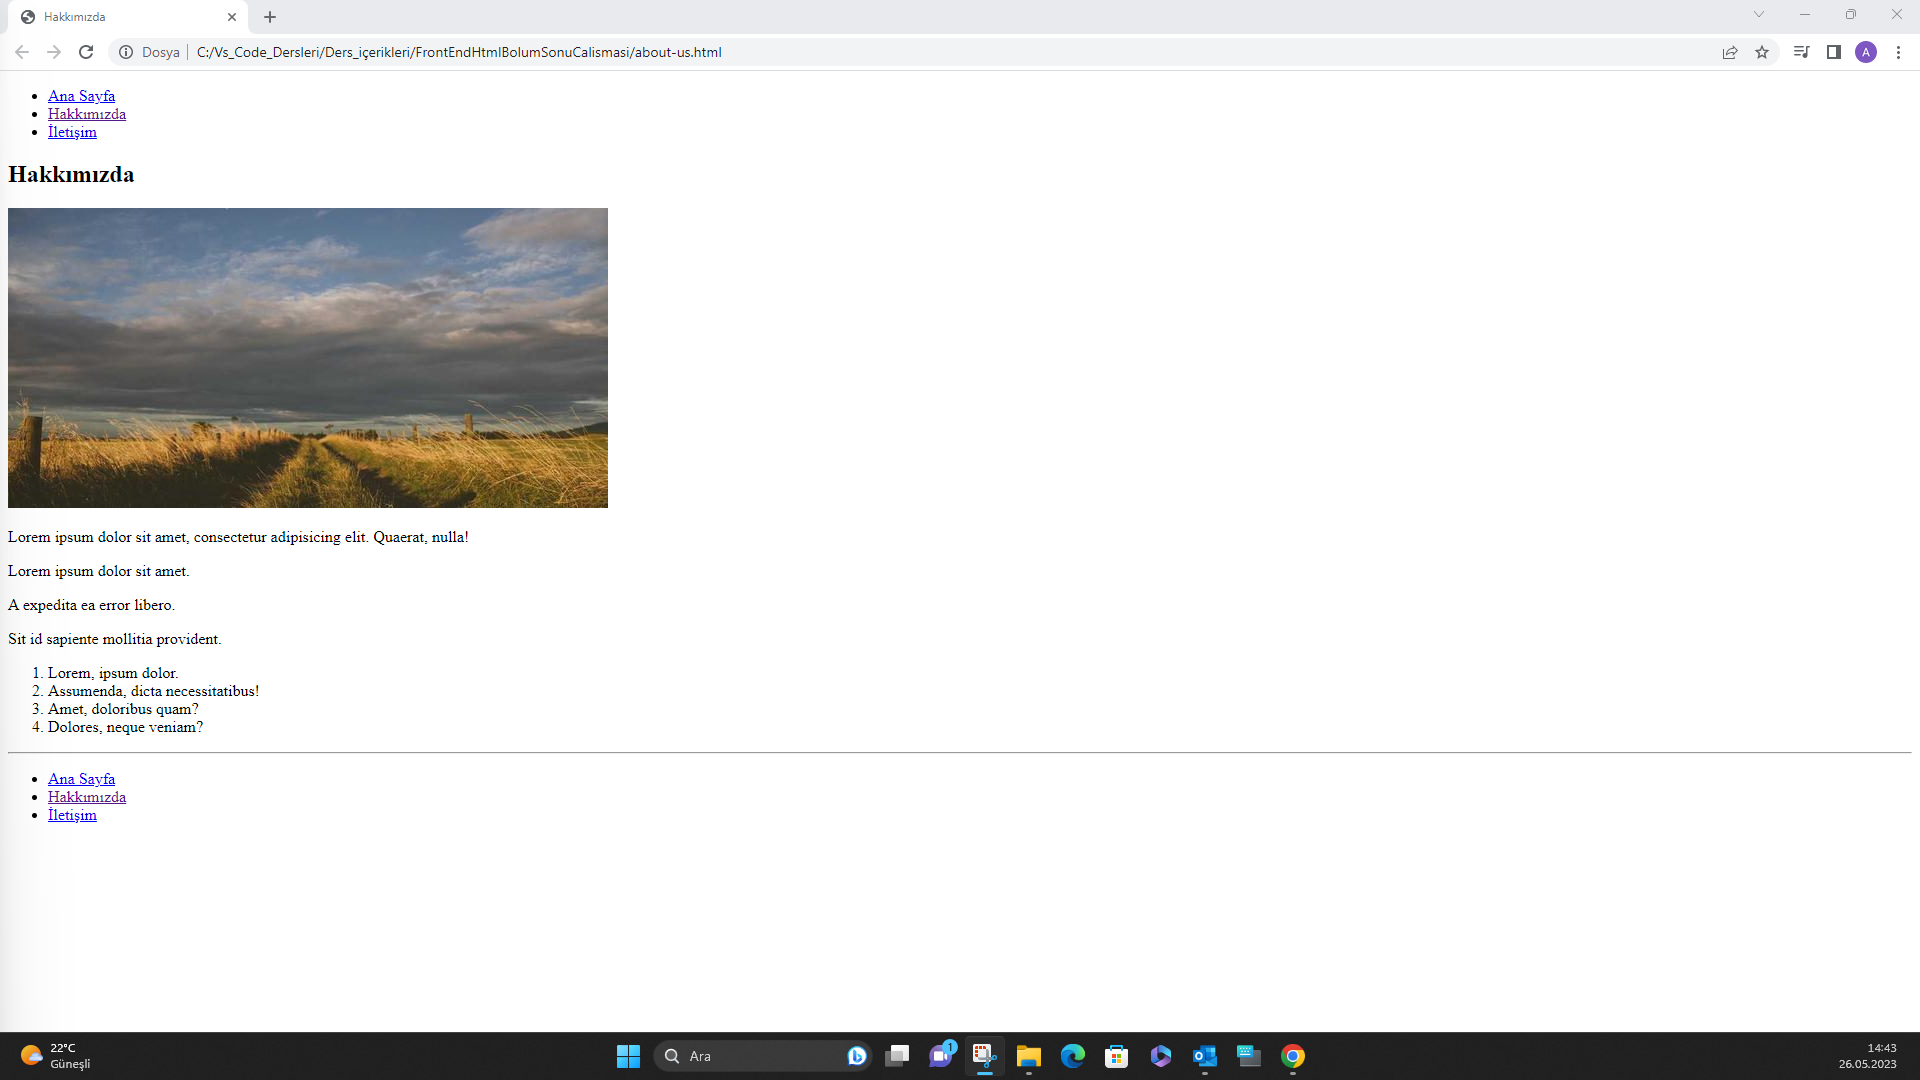 Hakkımızda
Dosya
C:/Vs_Code_Dersleri/Ders_içerikleri/FrontEndHtmlBolumSonuCalismasi/about-us.html
A
• Ana Sayfa
• Hakkımızda
• İletişim
Hakkımızda
Lorem ipsum dolor sit amet, consectetur adipisicing elit. Quaerat, nulla!
Lorem ipsum dolor sit amet.
A expedita ea error libero.
Sit id sapiente mollitia provident.
1. Lorem, ipsum dolor.
2. Assumenda, dicta necessitatibus!
3. Amet, doloribus quam?
4. Dolores, neque veniam?
• Ana Sayfa
• Hakkımızda
• İletişim
22°C
Güneşli
Ara
1
14:43
26.05.2023